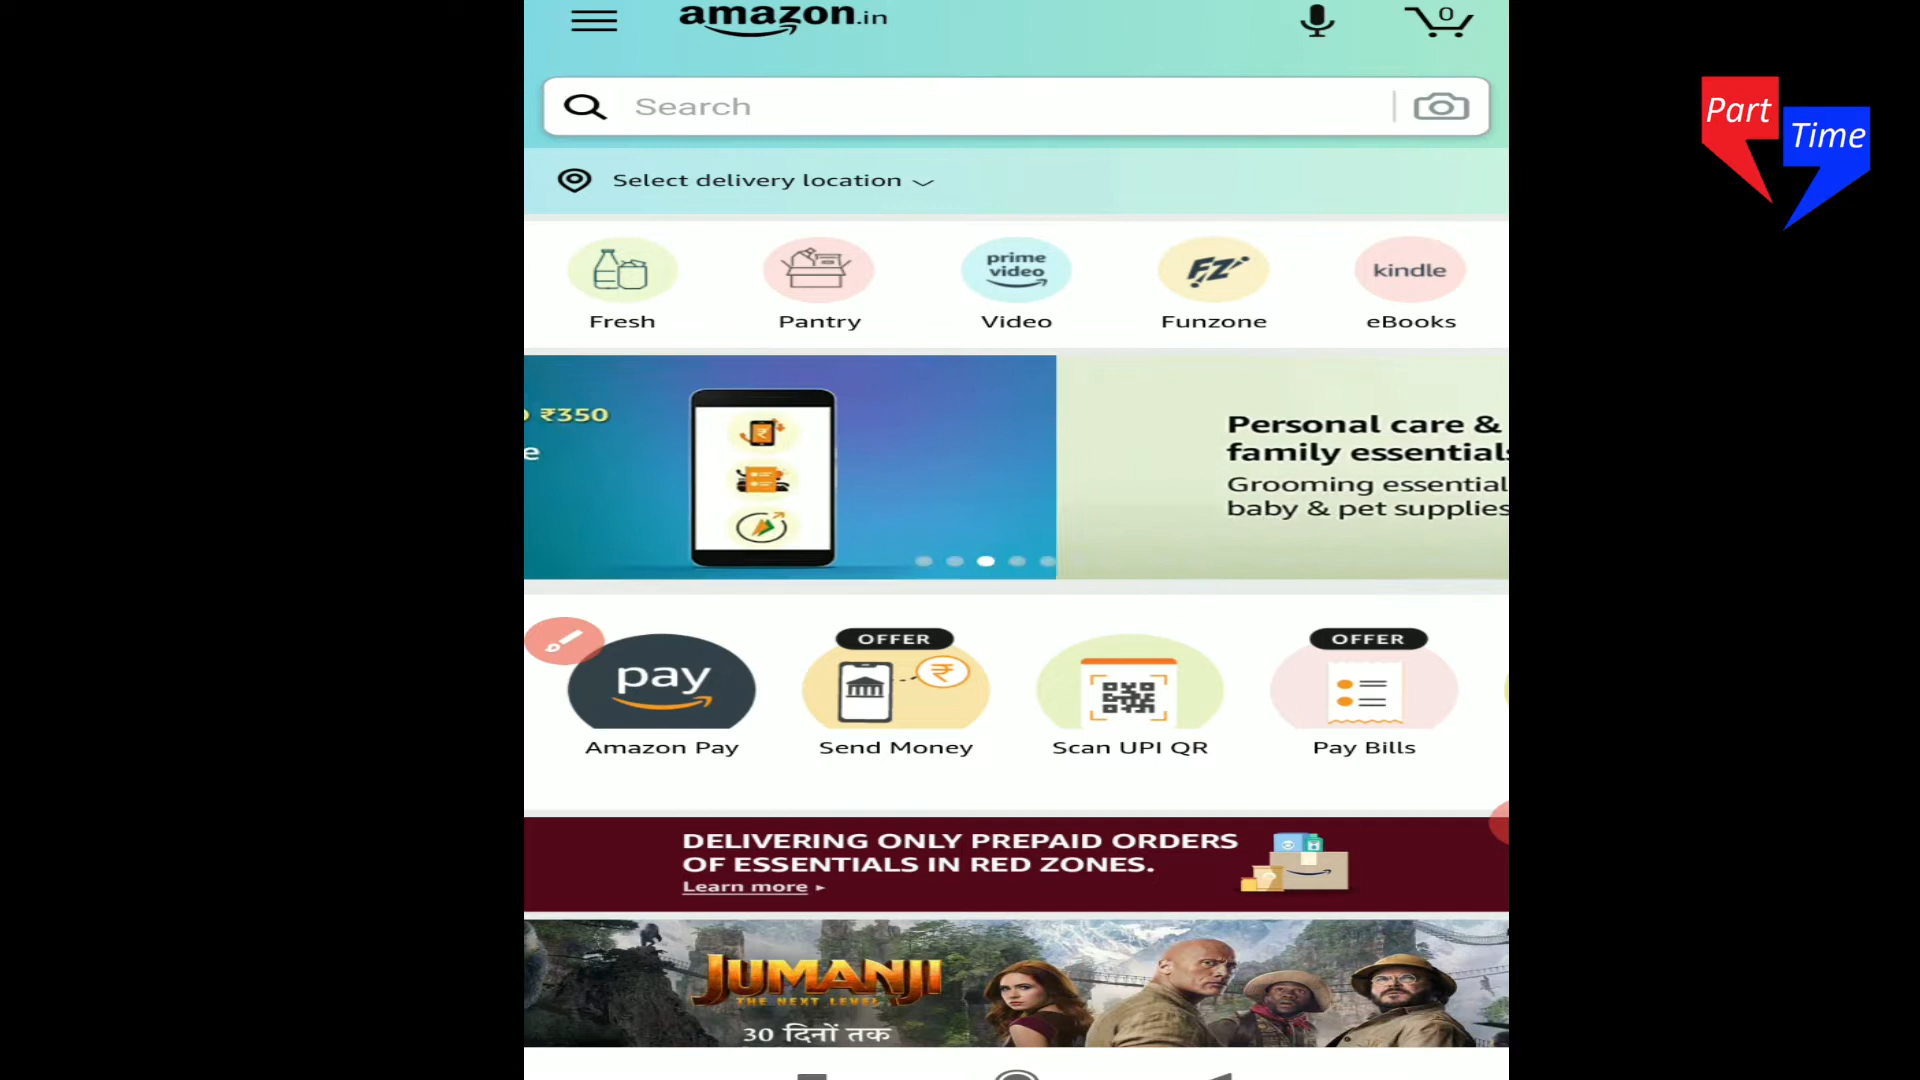 amazon.in
0
Search
Select delivery location
prime
video
FZ
kindle
Fresh
Pantry
Video
Funzone
eBooks
₹350
e
Personal care &
family essentials
Grooming essential
baby & pet supplies
OFFER
OFFER
pay
Amazon Pay
Send Money
Scan UPI QR
Pay Bills
DELIVERING ONLY PREPAID ORDERS
OF ESSENTIALS IN RED ZONES.
Learn more
JUMANJI
THE NEXT LEVEL
30 दिनों तक
Part
Time